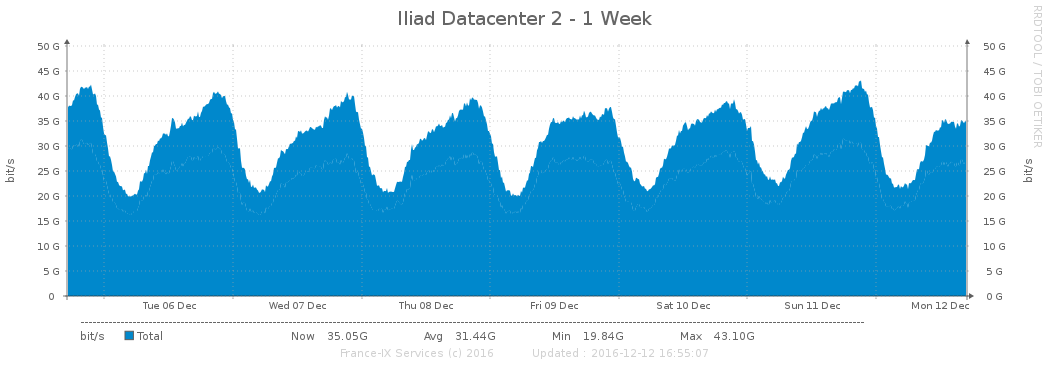 Iliad Datacenter 2 - 1 Week
RRDTOOL / TOBI OETIKER
50 G 50 G
45 G 45 G
40 G 40 G
35 G 35 G
30 G 30 G
25 G 25 G
20 G 20 G
15 G 15 G
10 G 10 G
5 G 5 G
0 0 G
bit/s bit/s
Tue 06 Dec Wed 07 Dec Thu 08 Dec Fri 09 Dec Sat 10 Dec Sun 11 Dec Mon 12 Dec
bit/s Total Now 35.05G Avg 31.44G Min 19.84G Max 43.10G
France-IX Services (c) 2016 Updated : 2016-12-12 16:55:07